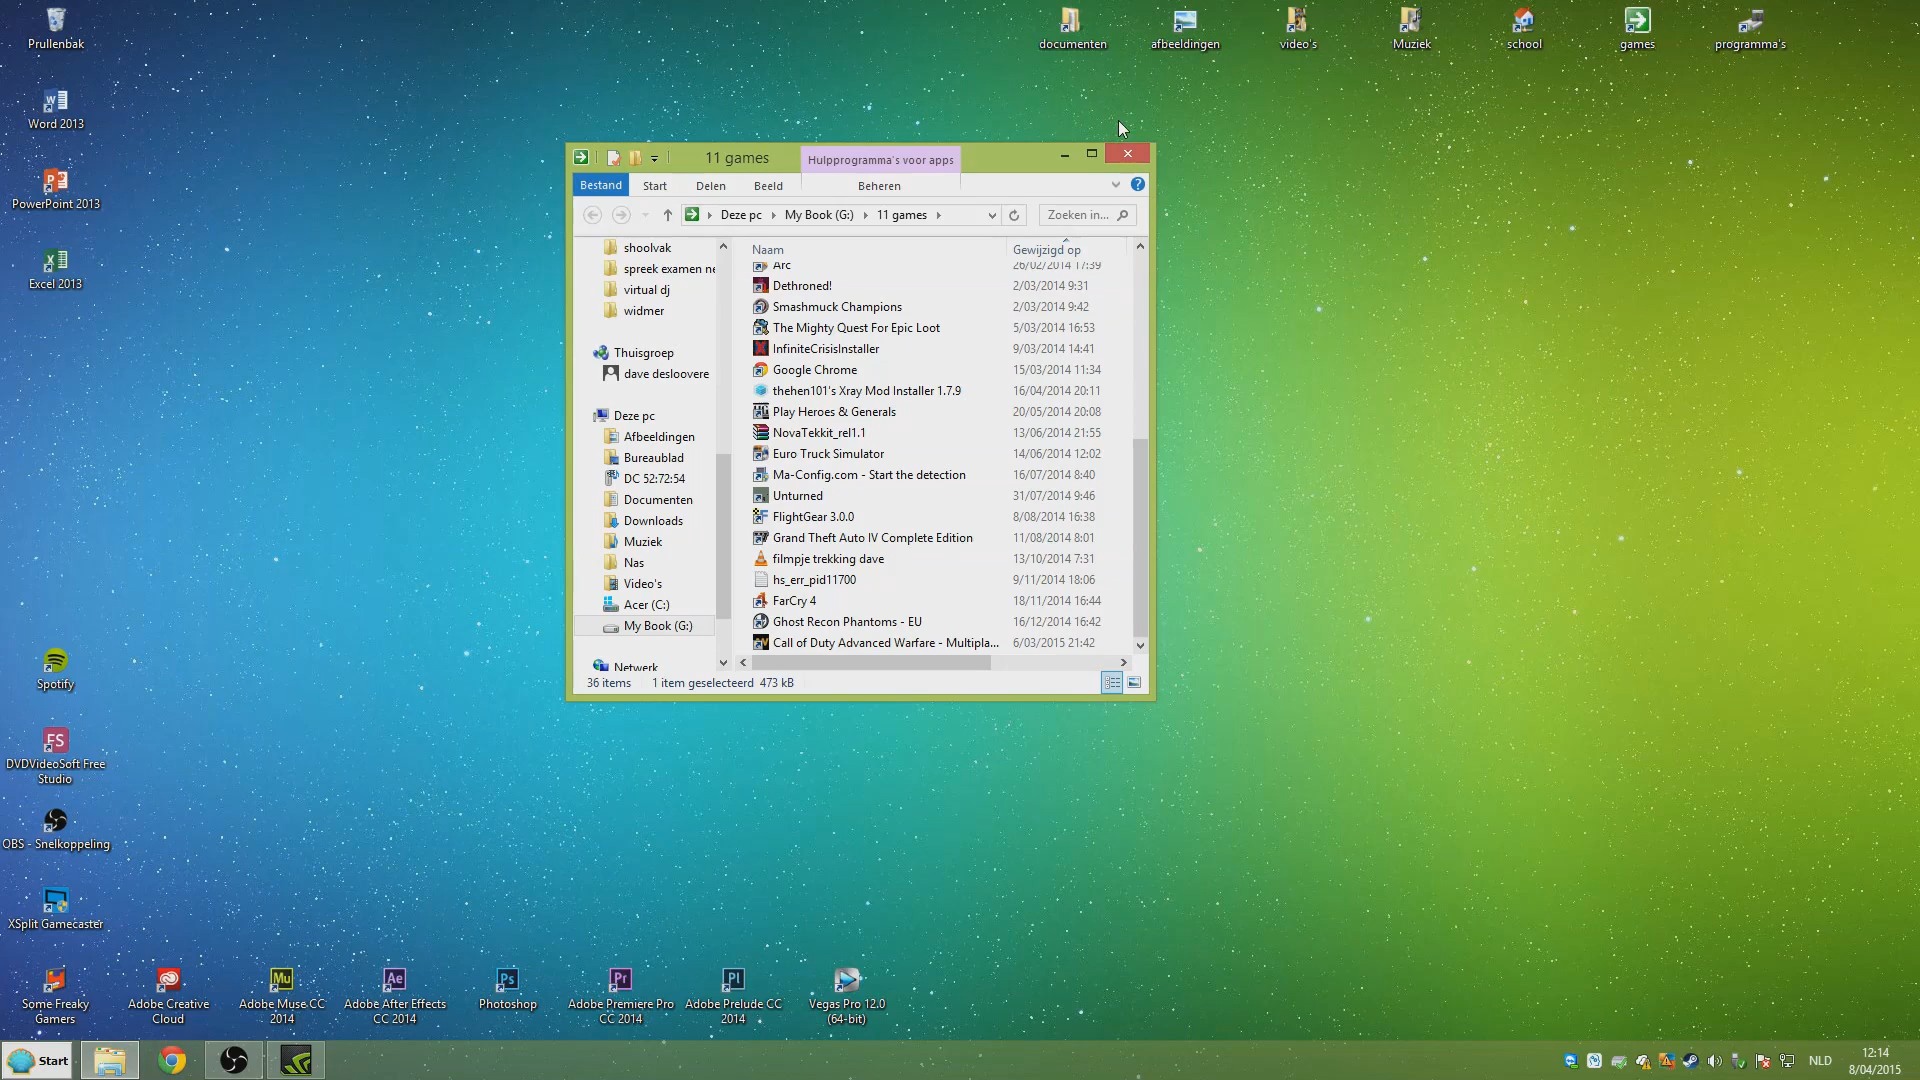 Prullenbak
documenten
afbeeldingen
video's
Muziek
school
games
programma's
Word 2013
PowerPoint 2013
Excel 2013
Spotify
DVDVideoSoft Free
Studio
OBS - Snelkoppeling
XSplit Gamecaster
11 games
Hulpprogramma's voor apps
Bestand
Start
Delen
Beeld
Beheren
Deze pc
My Book (G:)
11 games
Zoeken in...
shoolvak
spreek examen ne
virtual dj
widmer
Thuisgroep
dave desloovere
Deze pc
Afbeeldingen
Bureaublad
DC 52:72:54
Documenten
Downloads
Muziek
Nas
Video's
Acer (C:)
My Book (G:)
Netwerk
Naam Gewijzigd op
Arc 26/02/2014 17:39
Dethroned! 2/03/2014 9:31
Smashmuck Champions 2/03/2014 9:42
The Mighty Quest For Epic Loot 5/03/2014 16:53
InfiniteCrisisInstaller 9/03/2014 14:41
Google Chrome 15/03/2014 11:34
thehen101's Xray Mod Installer 1.7.9 16/04/2014 20:11
Play Heroes & Generals 20/05/2014 20:08
NovaTekkit_rel1.1 13/06/2014 21:55
Euro Truck Simulator 14/06/2014 12:02
Ma-Config.com - Start the detection 16/07/2014 8:40
Unturned 31/07/2014 9:46
FlightGear 3.0.0 8/08/2014 16:38
Grand Theft Auto IV Complete Edition 11/08/2014 8:01
filmpje trekking dave 13/10/2014 7:31
hs_err_pid11700 9/11/2014 18:06
FarCry 4 18/11/2014 16:44
Ghost Recon Phantoms - EU 16/12/2014 16:42
Call of Duty Advanced Warfare - Multipla... 6/03/2015 21:42
36 items 1 item geselecteerd 473 kB
Some Freaky
Gamers
Adobe Creative
Cloud
Adobe Muse CC
2014
Adobe After Effects
CC 2014
Photoshop
Adobe Premiere Pro
CC 2014
Adobe Prelude CC
2014
Vegas Pro 12.0
(64-bit)
Start
NLD
12:14
8/04/2015